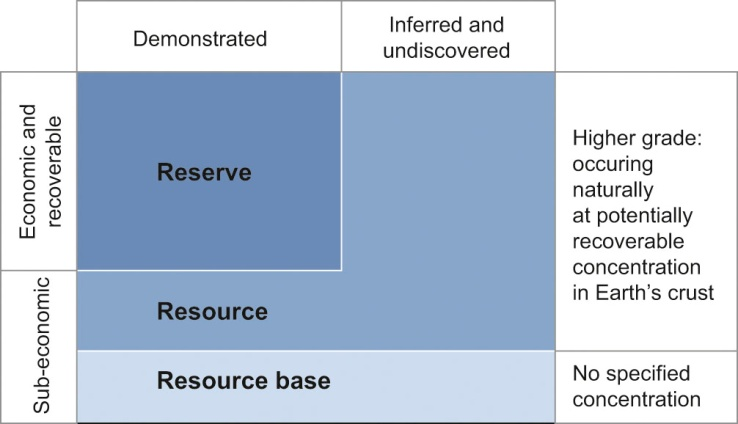 Demonstrated
Inferred and
undiscovered
Economic and
recoverable
Reserve
Higher grade:
occuring
naturally
at potentially
recoverable
concentration
in Earth's crust
Sub-economic
Resource
Resource base
No specified
concentration